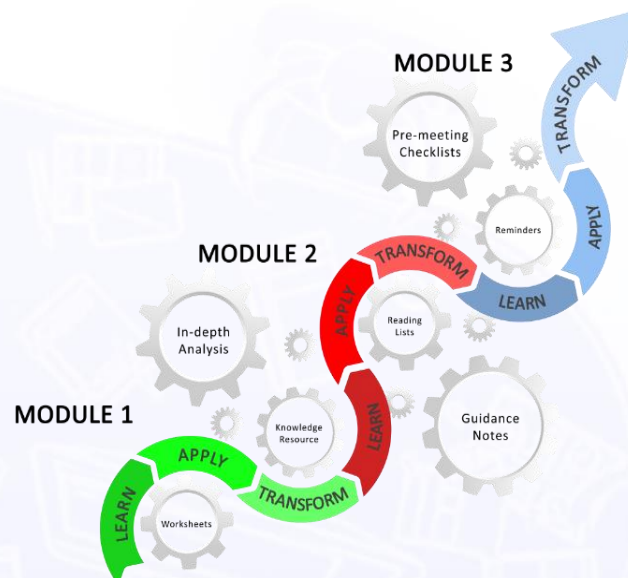 MODULE 3
TRANSFORM
Pre-meeting
Checklists
APPLY
Reminders
MODULE 2
TRANSFORM
LEARN
In-depth
Analysis
APPLY
Reading
Lists
MODULE 1
Knowledge
Resource
LEARN
Guidance
Notes
APPLY
TRANSFORM
LEARN
Worksheets